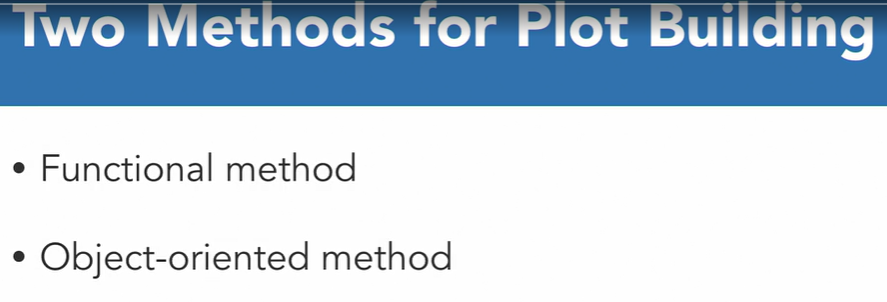 Two Methods for Plot Building
• Functional method
• Object-oriented method